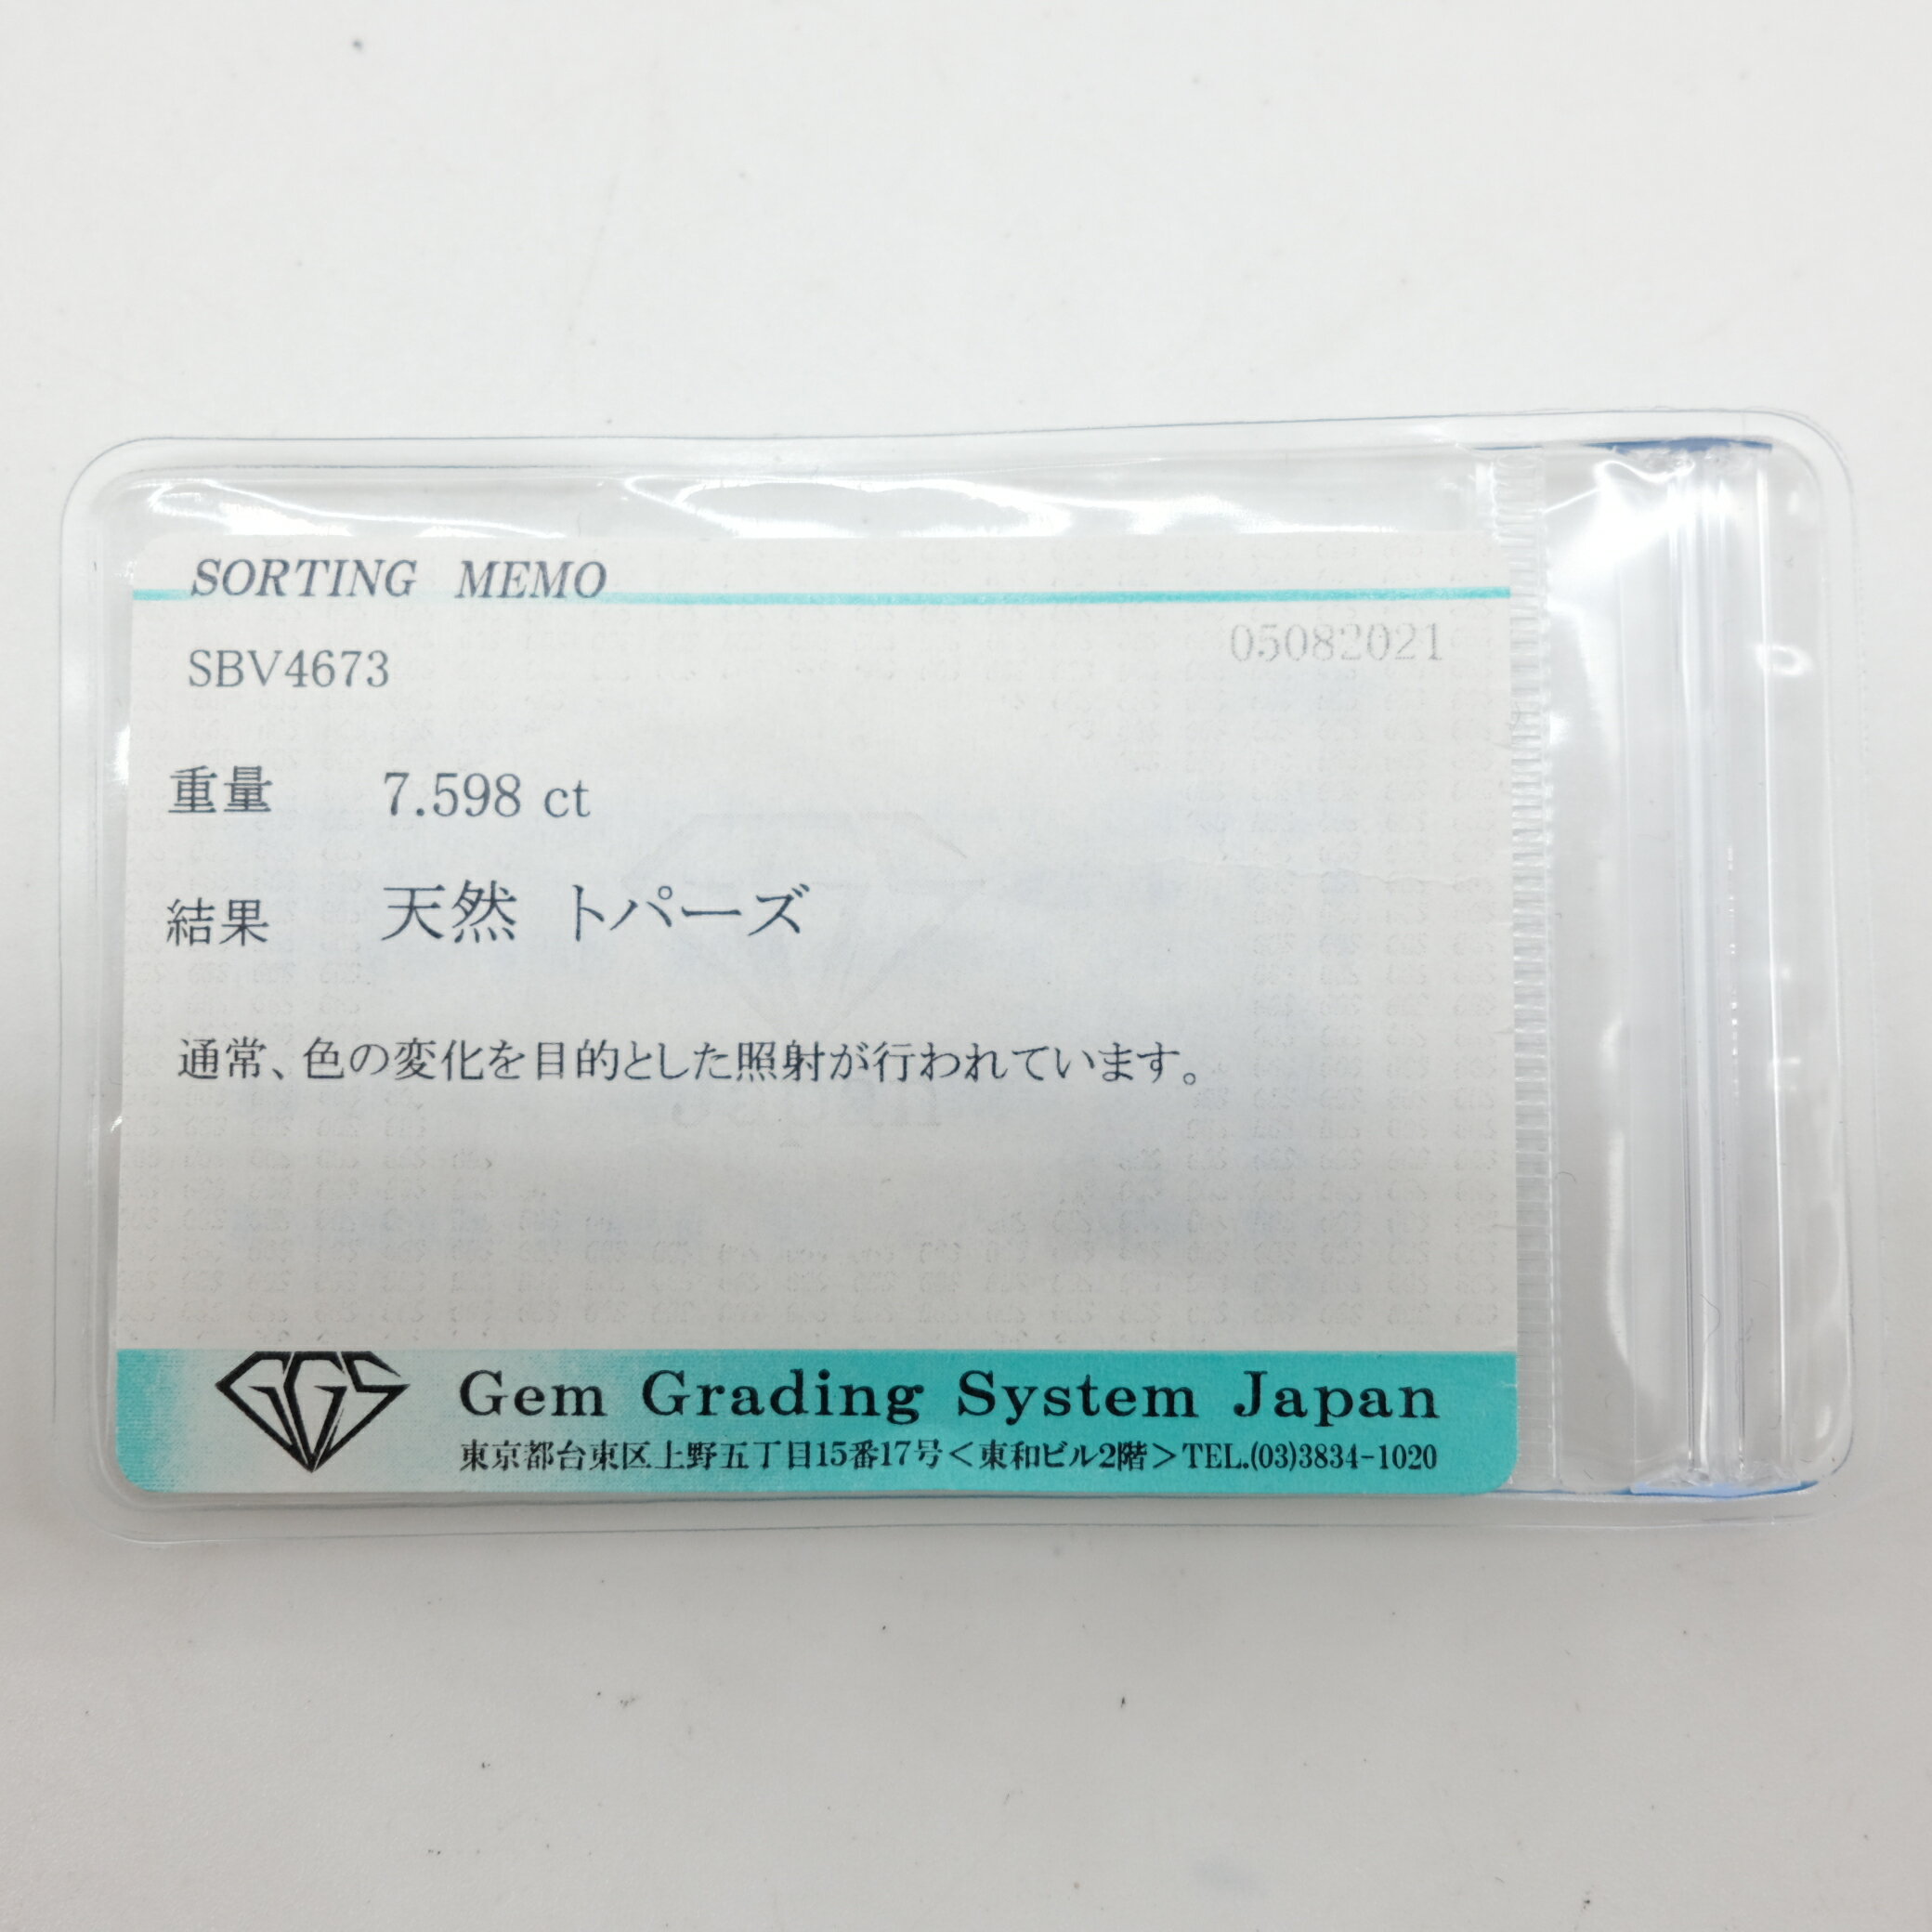 SORTING MEMO
05082021
SBV4673
重量 7.598 ct
結果 天然 トパーズ
通常、色の変化を目的とした照射が行われています。
GGS
Gem Grading System Japan
東京都台東区上野五丁目15番17号＜東和ビル2階＞TEL.(03)3834-1020